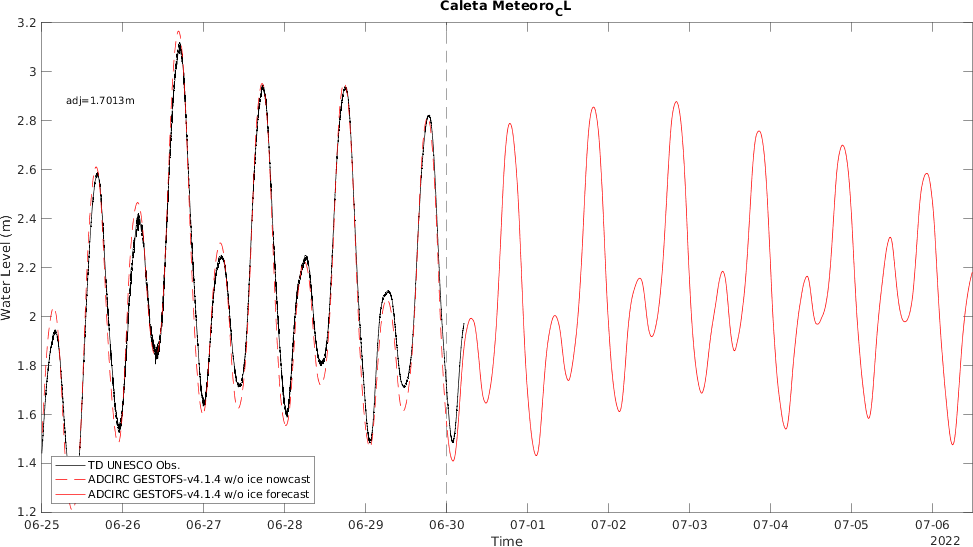 Caleta Meteoro_CL
3.2
3
2.8
2.6
2.4
2.2
2
1.8
1.6
1.4
1.2
Water Level (m)
adj=1.7013m
TD UNESCO Obs.
ADCIRC GESTOFS-v4.1.4 w/o ice nowcast
ADCIRC GESTOFS-v4.1.4 w/o ice forecast
06-25 06-26 06-27 06-28 06-29 06-30 07-01 07-02 07-03 07-04 07-05 07-06
Time
2022